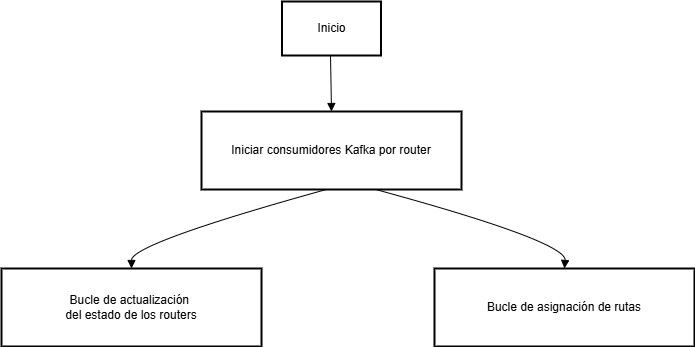 Inicio
Iniciar consumidores Kafka por router
Bucle de actualización
del estado de los routers
Bucle de asignación de rutas